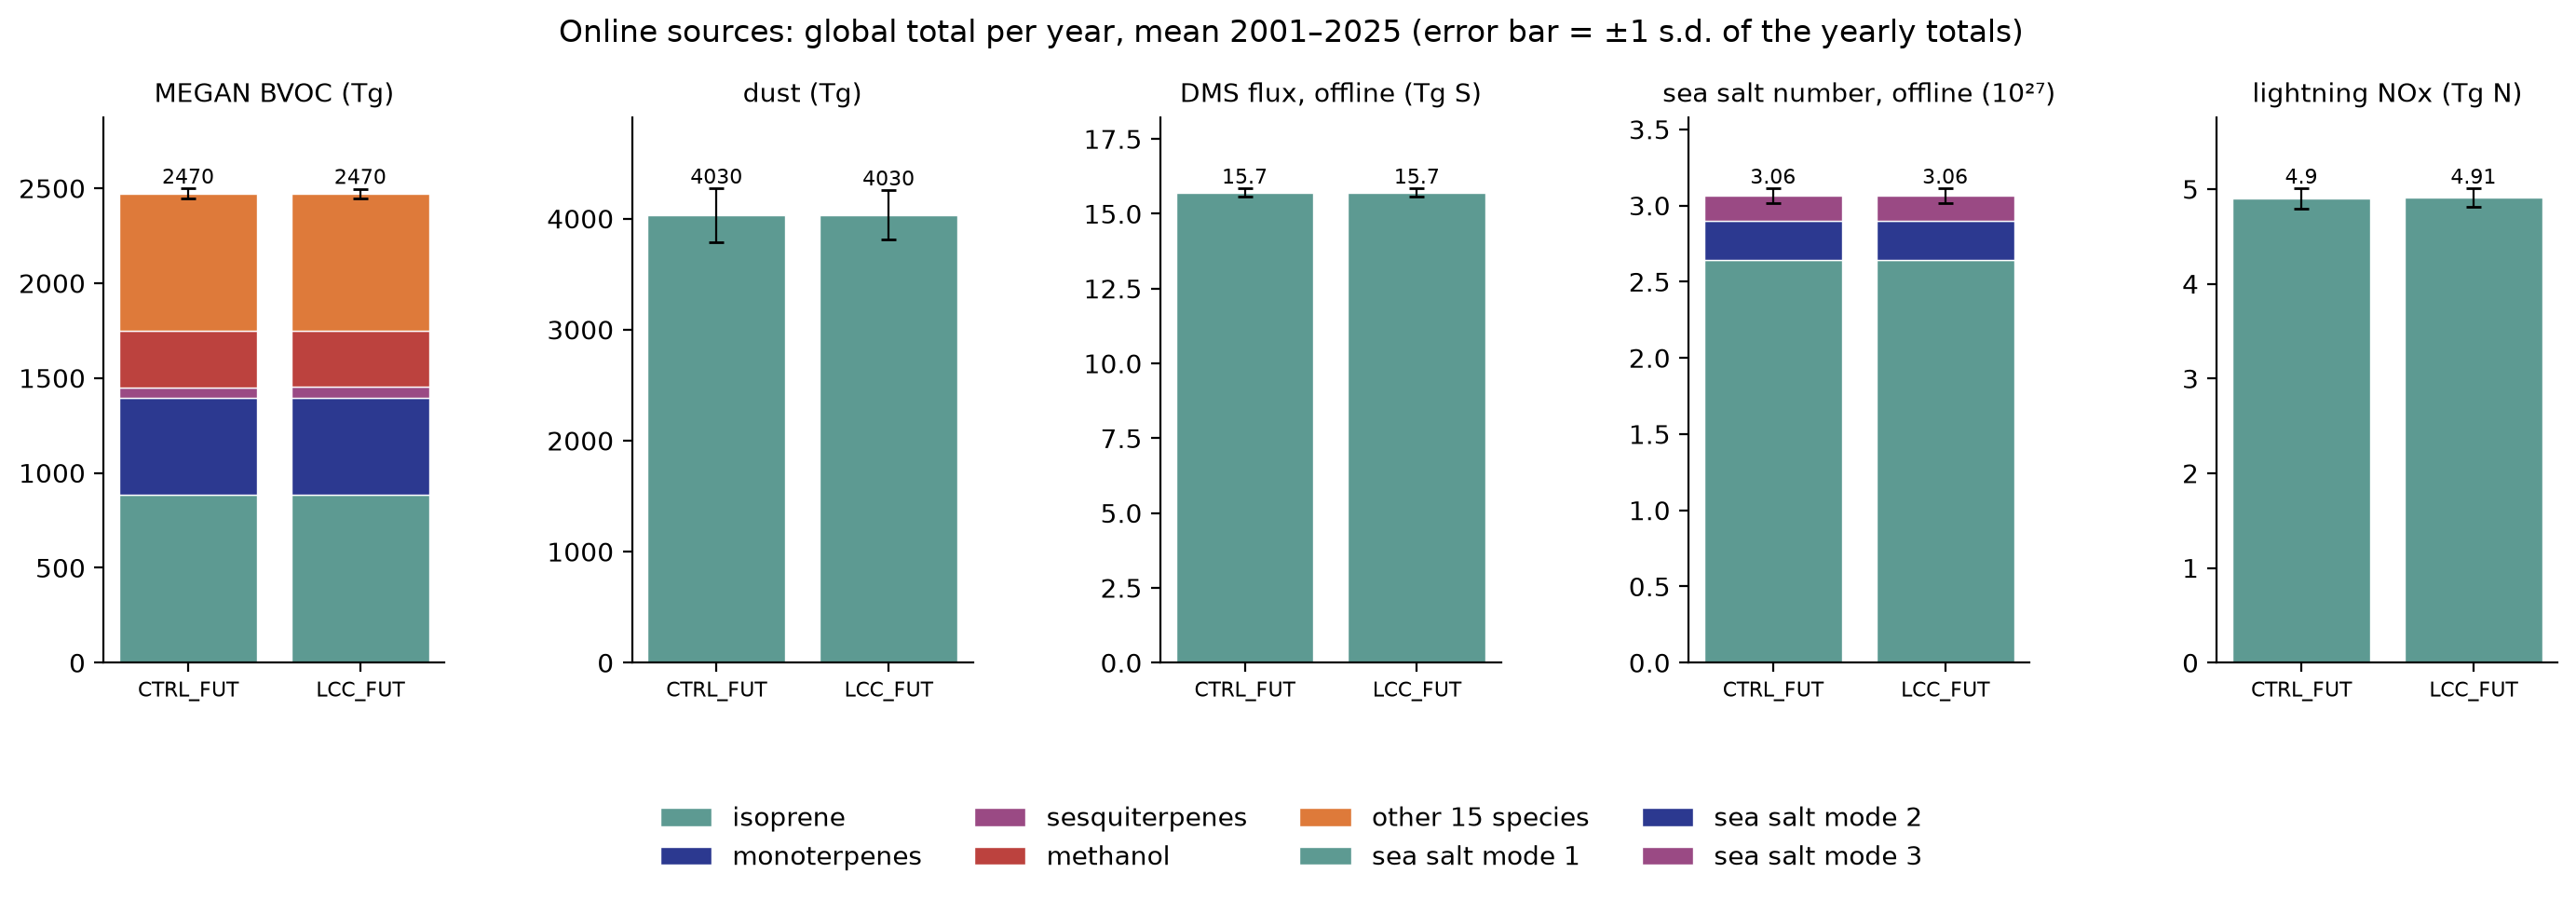 Online sources: global total per year, mean 2001–2025 (error bar = ±1 s.d. of the yearly totals)
MEGAN BVOC (Tg)
2500
2000
1500
1000
500
0
2470
2470
CTRL_FUT
LCC_FUT
dust (Tg)
4000
3000
2000
1000
0
4030
4030
CTRL_FUT
LCC_FUT
DMS flux, offline (Tg S)
17.5
15.0
12.5
10.0
7.5
5.0
2.5
0.0
15.7
15.7
CTRL_FUT
LCC_FUT
sea salt number, offline (10²⁷)
3.5
3.0
2.5
2.0
1.5
1.0
0.5
0.0
3.06
3.06
CTRL_FUT
LCC_FUT
lightning NOx (Tg N)
5
4
3
2
1
0
4.9
4.91
CTRL_FUT
LCC_FUT
isoprene
monoterpenes
sesquiterpenes
methanol
other 15 species
sea salt mode 1
sea salt mode 2
sea salt mode 3